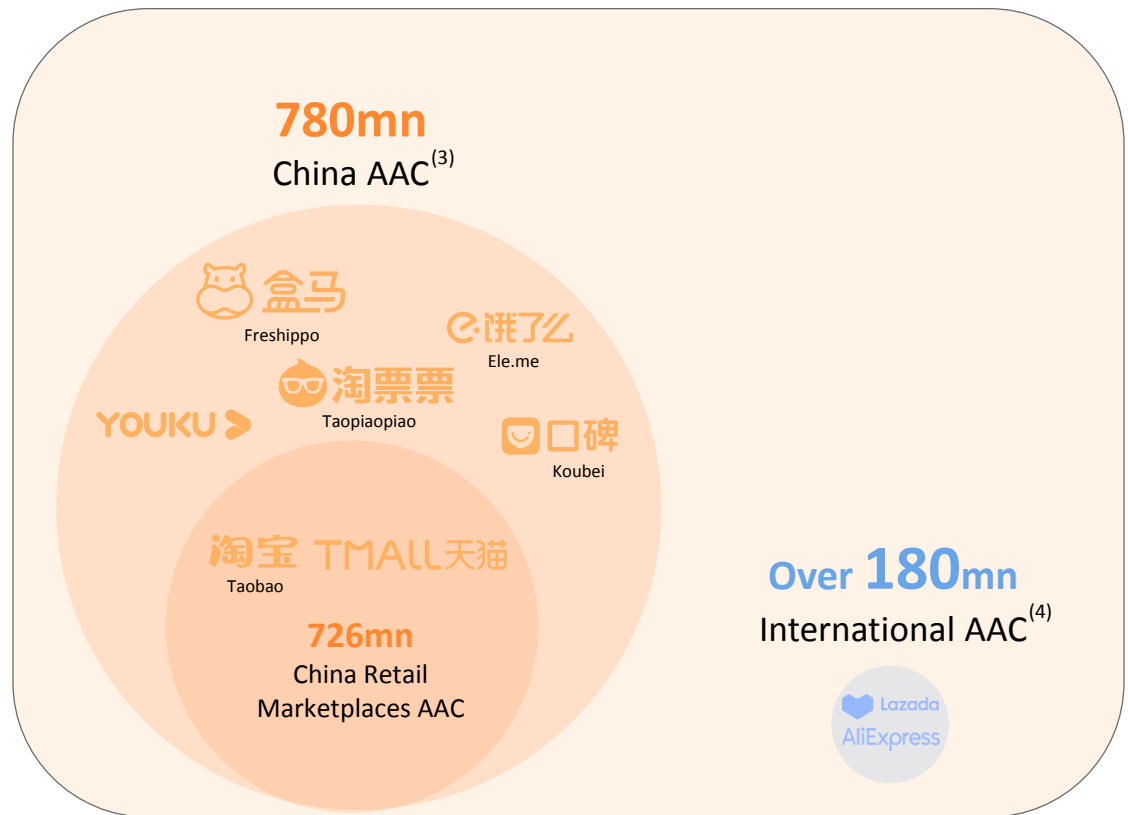 780mn
China AAC(3)
盒马
Freshippo
饿了么
Ele.me
淘票票
Taopiaopiao
YOUKU
口碑
Koubei
淘宝 TMALL天猫
Taobao
726mn
China Retail
Marketplaces AAC
Over 180mn
International AAC(4)
Lazada
AliExpress